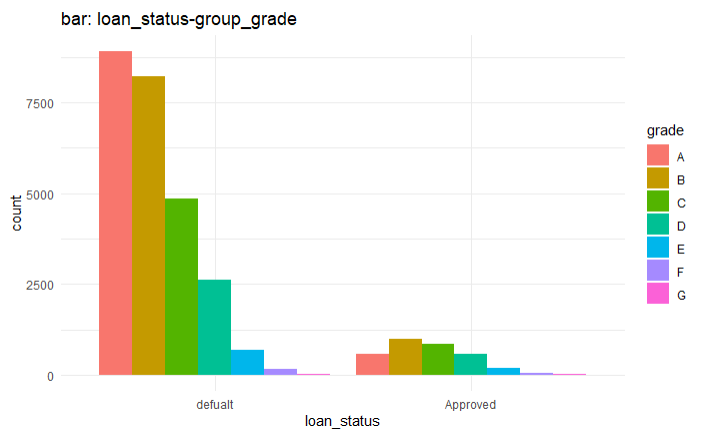 bar: loan_status-group_grade
count
7500
5000
2500
0
defualt
Approved
loan_status
grade
A
B
C
D
E
F
G